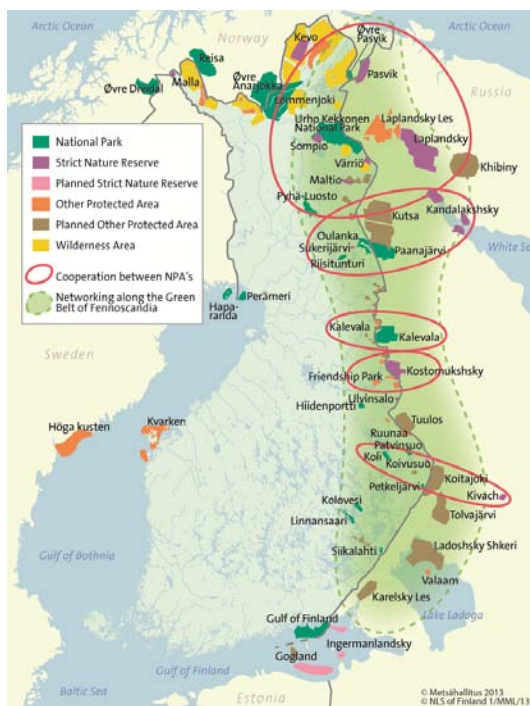 Arctic Ocean
Arctic Ocean
Norway
Kevo
Øvre
Pasvik
Reisa
Øvre
Anarjokka
Pasvik
Malla
Øvre Dividal
Lemmenjoki
Russia
Urho Kekkonen
National Park
Laplandsky Les
Laplandsky
Sompio
Värriö
Khibiny
Maltio
Pyhä-Luosto
Kandalakshsky
Kutsa
Oulanka
Sukerijärvi
Paanajärvi
White Se
Riisitunturi
National Park
Strict Nature Reserve
Planned Strict Nature Reserve
Other Protected Area
Planned Other Protected Area
Wilderness Area
Cooperation between NPA's
Networking along the Green
Belt of Fennoscandia
Hapa-
randa
Perämeri
Kalevala
Kalevala
Sweden
Kostomukshsky
Friendship Park
Ulvinsalo
Hiidenportti
Höga kusten
Kvarken
Tuulos
Ruunaa
Patvinsuo
Koli
Koivusuo
Koitajoki
Petkeljärvi
Kivach
Kolovesi
Tolvajärvi
Linnansaari
Gulf of Bothnia
Siikalahti
Ladoshsky Shkeri
Valaam
Karelsky Les
Lake Ladoga
Gulf of Finland
Ingermanlandsky
Gogland
Gulf of Finland
Baltic Sea
Estonia
© Metsähallitus 2013
© NLS of Finland 1/MML/13